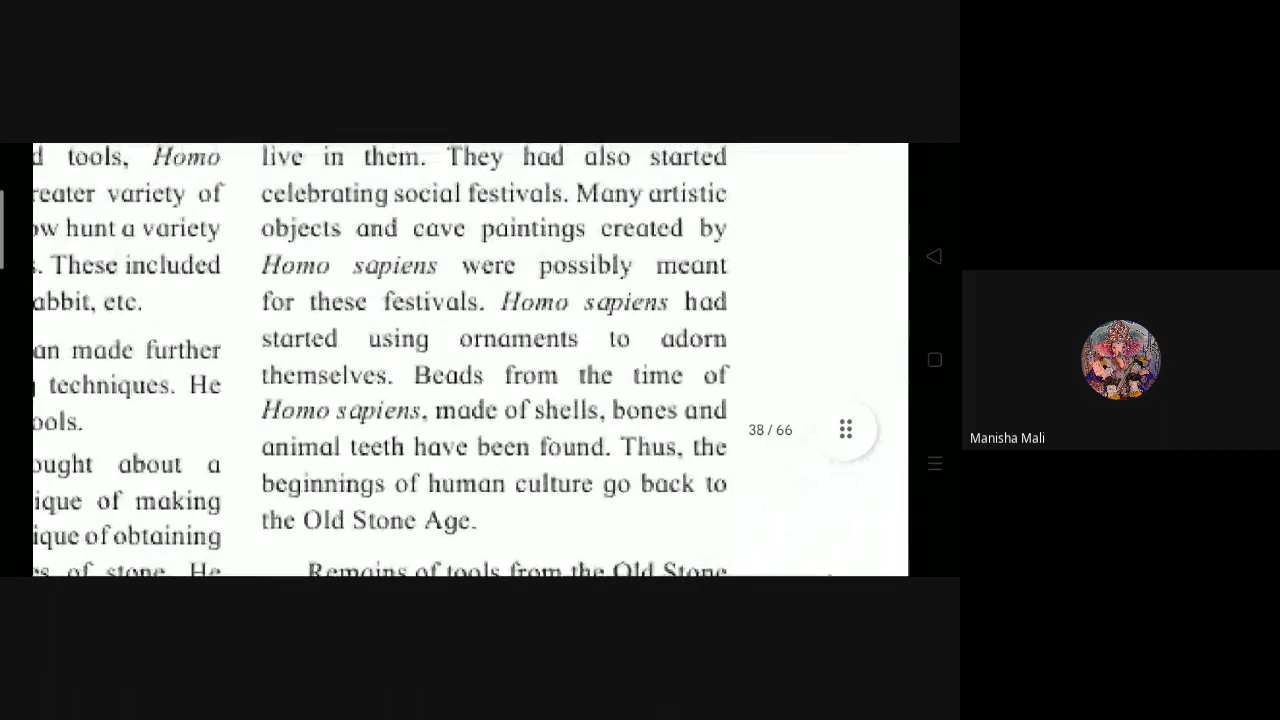 d tools, Homo
reater variety of
ow hunt a variety
s. These included
abbit, etc.
an made further
g techniques. He
ools.
ought about a
ique of making
ique of obtaining
es of stone. He
live in them. They had also started
celebrating social festivals. Many artistic
objects and cave paintings created by
Homo sapiens were possibly meant
for these festivals. Homo sapiens had
started using ornaments to adorn
themselves. Beads from the time of
Homo sapiens, made of shells, bones and
animal teeth have been found. Thus, the
beginnings of human culture go back to
the Old Stone Age.
Remains of tools from the Old Stone
38 / 66
Manisha Mali